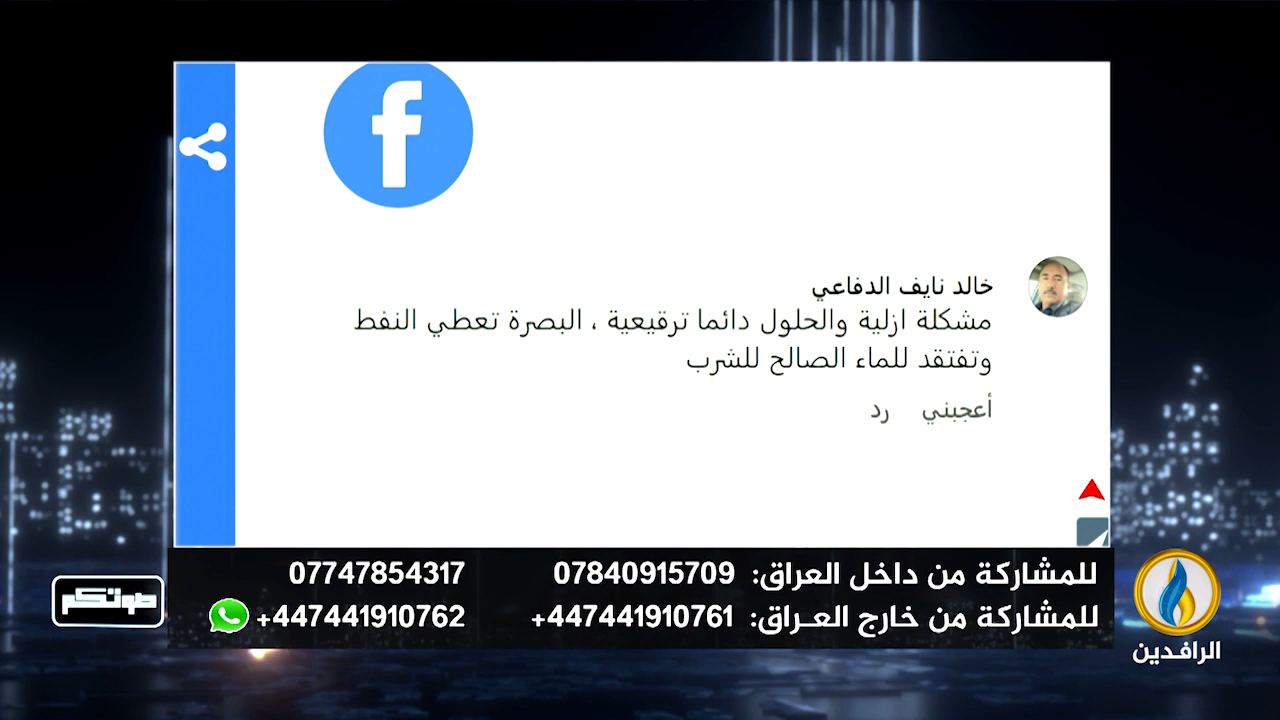 خالد نايف الدفاعي
مشكلة ازلية والحلول دائما ترقيعية ، البصرة تعطي النفط
وتفتقد للماء الصالح للشرب
أعجبني رد
للمشاركة من داخل العراق: 07840915709 07747854317
للمشاركة من خارج العـراق: +447441910761 +447441910762
صوتكم
الرافدين